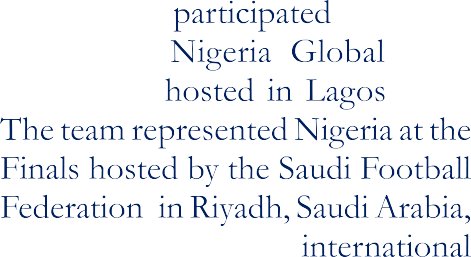 participated
Nigeria Global
hosted in Lagos
The team represented Nigeria at the
Finals hosted by the Saudi Football
Federation in Riyadh, Saudi Arabia,
international